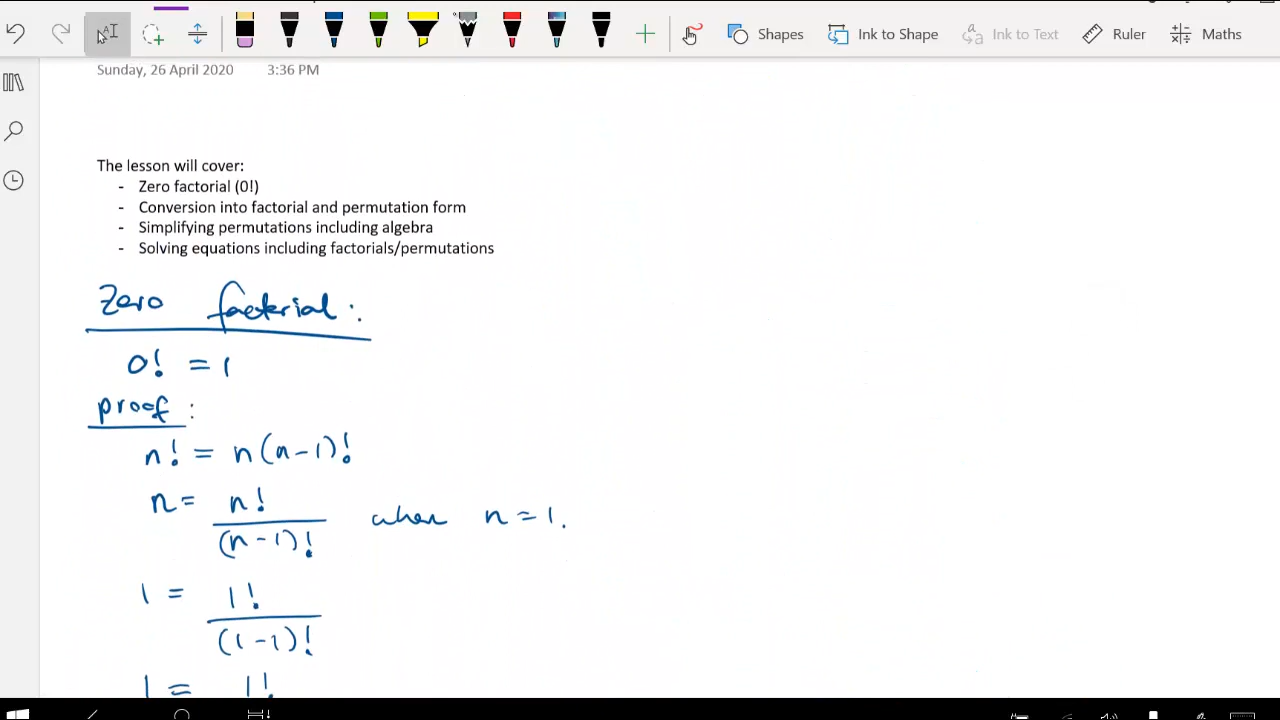 Shapes Ink to Shape Ink to Text Ruler Maths
Sunday, 26 April 2020 3:36 PM
The lesson will cover:
- Zero factorial (0!)
- Conversion into factorial and permutation form
- Simplifying permutations including algebra
- Solving equations including factorials/permutations
Zero factorial :
0! = 1
proof :
n! = n(n-1)!
n = n!
(n-1)! when n = 1.
1 = 1!
(1-1)!
1 = 1!